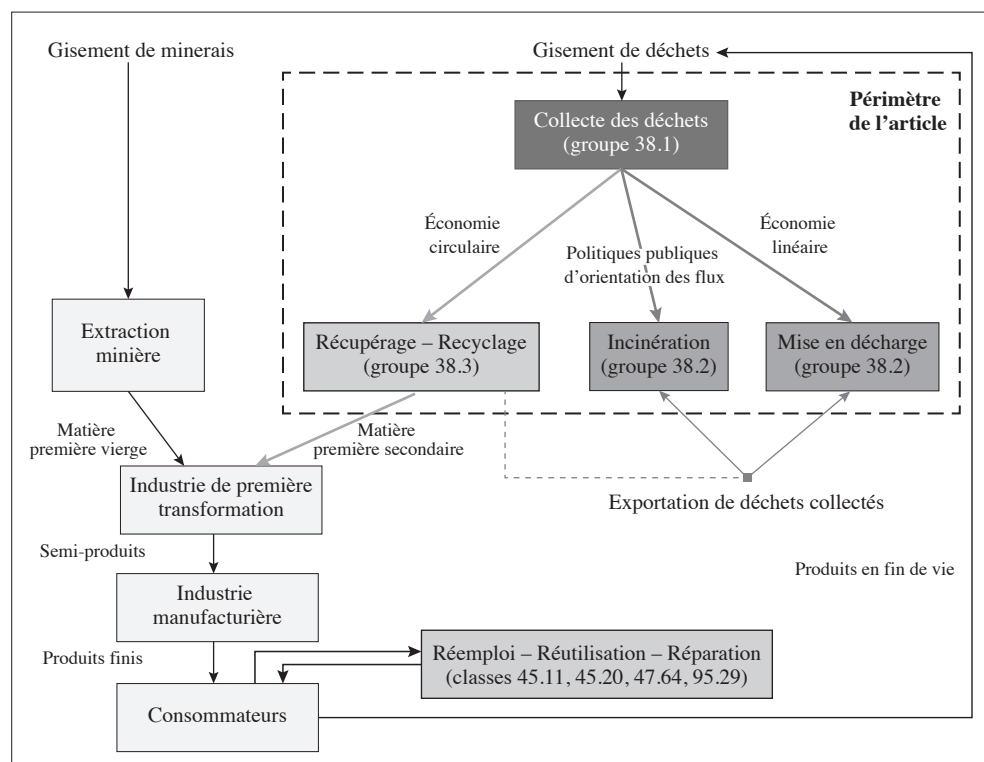 Gisement de minerais
Gisement de déchets
Périmètre
de l'article
Collecte des déchets
(groupe 38.1)
Économie
circulaire
Politiques publiques
d'orientation des flux
Économie
linéaire
Extraction
minière
Récupérage – Recyclage
(groupe 38.3)
Incinération
(groupe 38.2)
Mise en décharge
(groupe 38.2)
Matière
première vierge
Matière
première secondaire
Industrie de première
transformation
Exportation de déchets collectés
Semi-produits
Produits en fin de vie
Industrie
manufacturière
Produits finis
Réemploi – Réutilisation – Réparation
(classes 45.11, 45.20, 47.64, 95.29)
Consommateurs